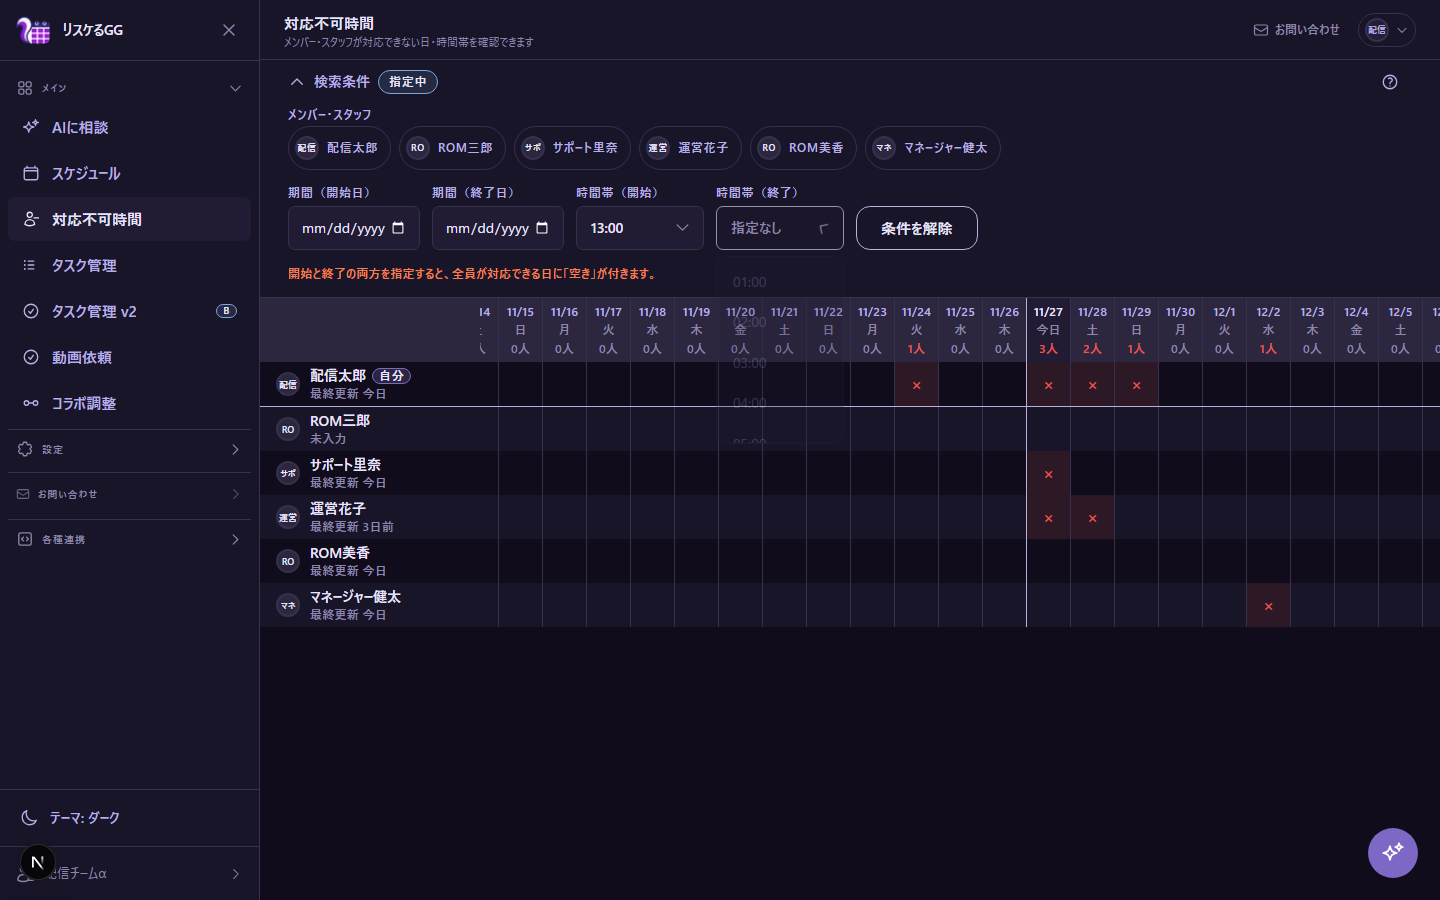 リスケるGG
メイン
AIに相談
スケジュール
対応不可時間
タスク管理
タスク管理 v2 B
動画依頼
コラボ調整
設定
お問い合わせ
各種連携
テーマ: ダーク
N
信チームα
対応不可時間
メンバー・スタッフが対応できない日・時間帯を確認できます
お問い合わせ 配信
検索条件 指定中
メンバー・スタッフ
配信 配信太郎 RO ROM三郎 サポ サポート里奈 運営 運営花子 RO ROM美香 マネ マネージャー健太
期間（開始日） 期間（終了日） 時間帯（開始） 時間帯（終了）
mm/dd/yyyy mm/dd/yyyy 13:00 指定なし 条件を解除
開始と終了の両方を指定すると、全員が対応できる日に「空き」が付きます。
01:00
02:00
03:00
04:00
05:00
14 11/15 11/16 11/17 11/18 11/19 11/20 11/21 11/22 11/23 11/24 11/25 11/26 11/27 11/28 11/29 11/30 12/1 12/2 12/3 12/4 12/5
日 月 火 水 木 金 土 日 月 火 水 木 今日 土 日 月 火 水 木 金 土
0人 0人 0人 0人 0人 0人 0人 0人 0人 1人 0人 0人 3人 2人 1人 0人 0人 1人 0人 0人 0人
配信 配信太郎 自分
最終更新 今日
× × × ×
RO ROM三郎
未入力
サポ サポート里奈
最終更新 今日
×
運営 運営花子
最終更新 3日前
× ×
RO ROM美香
最終更新 今日
マネ マネージャー健太
最終更新 今日
×